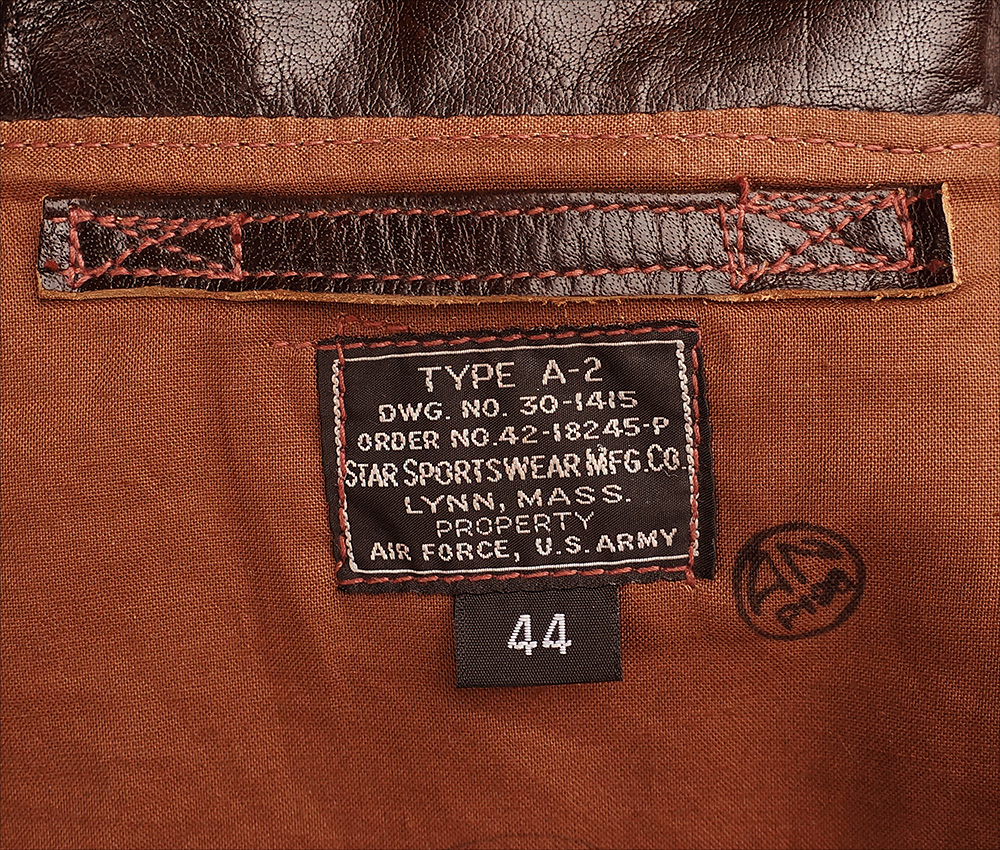 TYPE A-2
DWG. NO. 30-1415
ORDER NO. 42-18245-P
STAR SPORTSWEAR MFG. CO.
LYNN, MASS.
PROPERTY
AIR FORCE, U.S. ARMY
44
AN